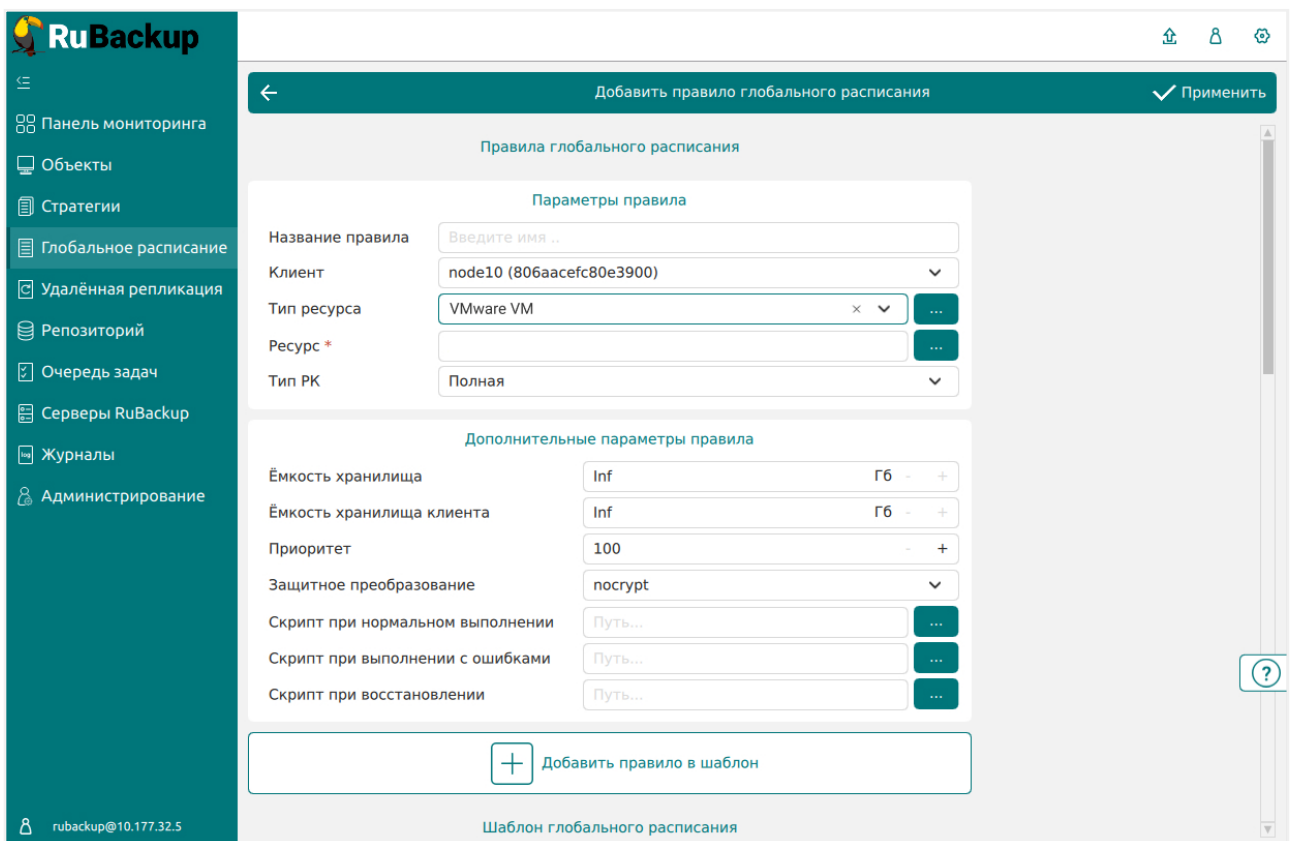 RuBackup
Добавить правило глобального расписания
Применить
Панель мониторинга
Объекты
Стратегии
Глобальное расписание
Удалённая репликация
Репозиторий
Очередь задач
Серверы RuBackup
log Журналы
Администрирование
rubackup@10.177.32.5
Правила глобального расписания
Параметры правила
Название правила Введите имя ..
Клиент node10 (806aacefc80e3900)
Тип ресурса VMware VM × ...
Ресурс * ...
Тип РК Полная
Дополнительные параметры правила
Ёмкость хранилища Inf Гб - +
Ёмкость хранилища клиента Inf Гб - +
Приоритет 100 - +
Защитное преобразование nocrypt
Скрипт при нормальном выполнении Путь... ...
Скрипт при выполнении с ошибками Путь... ...
Скрипт при восстановлении Путь... ...
Добавить правило в шаблон
Шаблон глобального расписания
?